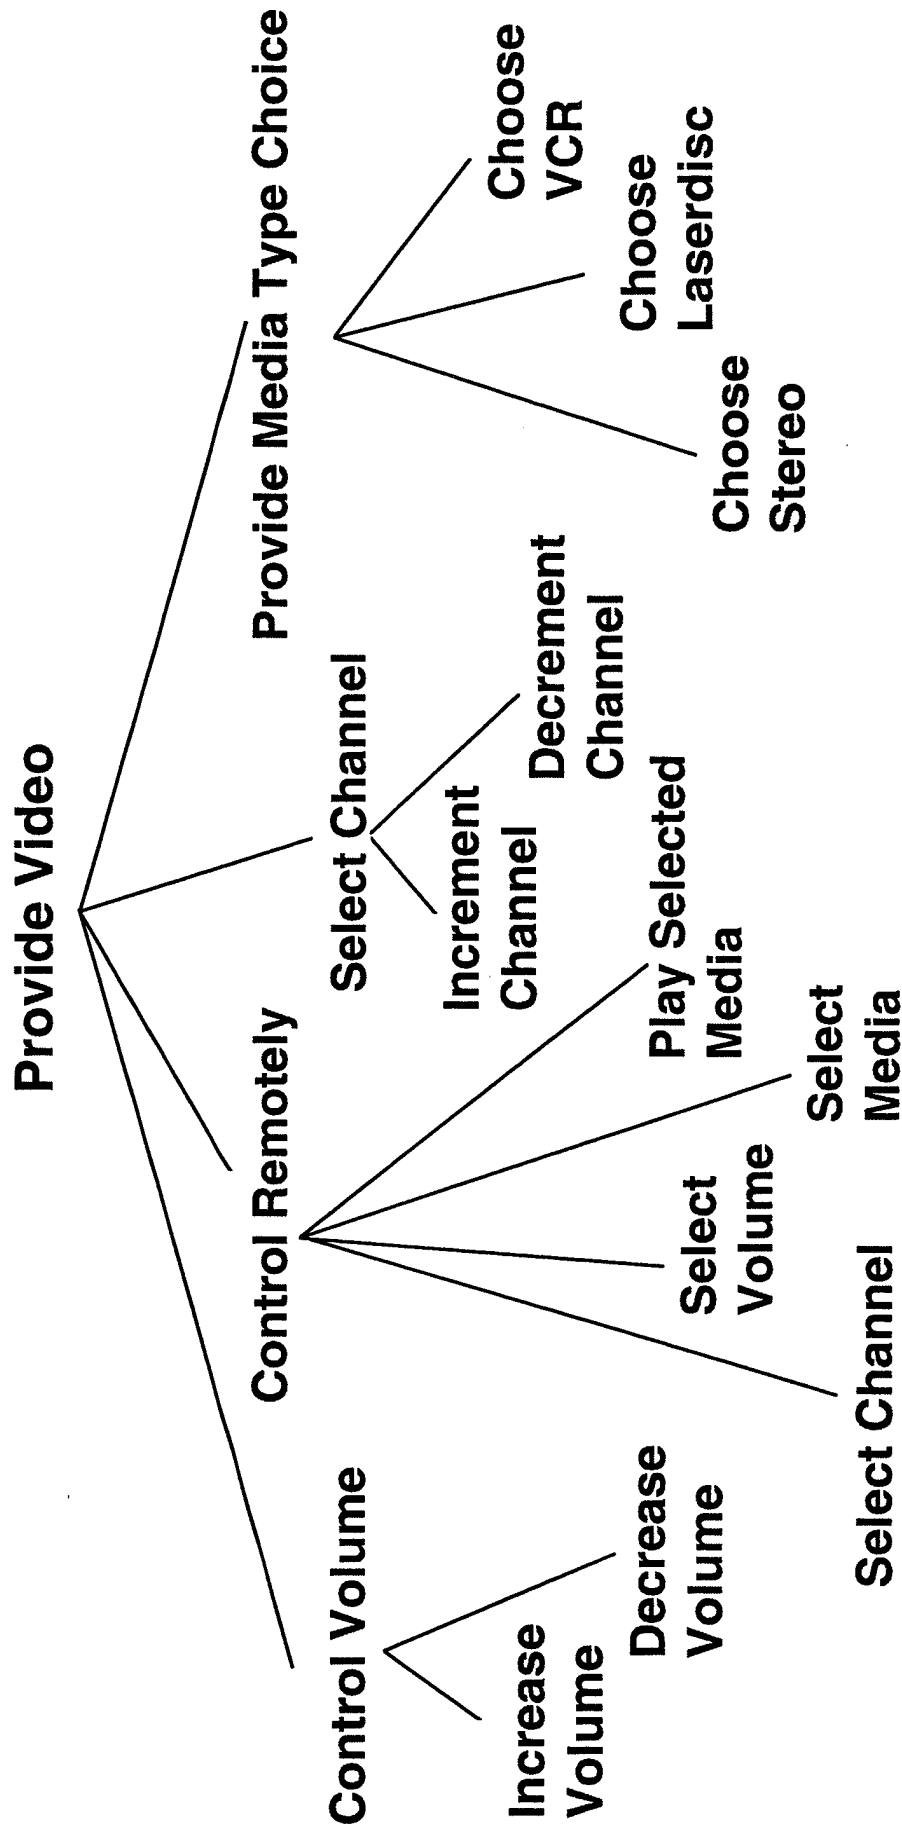 Provide Video
Control Volume
Control Remotely
Select Channel
Provide Media Type Choice
Increase
Volume
Decrease
Volume
Select Channel
Select
Volume
Select
Media
Play Selected
Media
Increment
Channel
Decrement
Channel
Choose
Stereo
Choose
Laserdisc
Choose
VCR